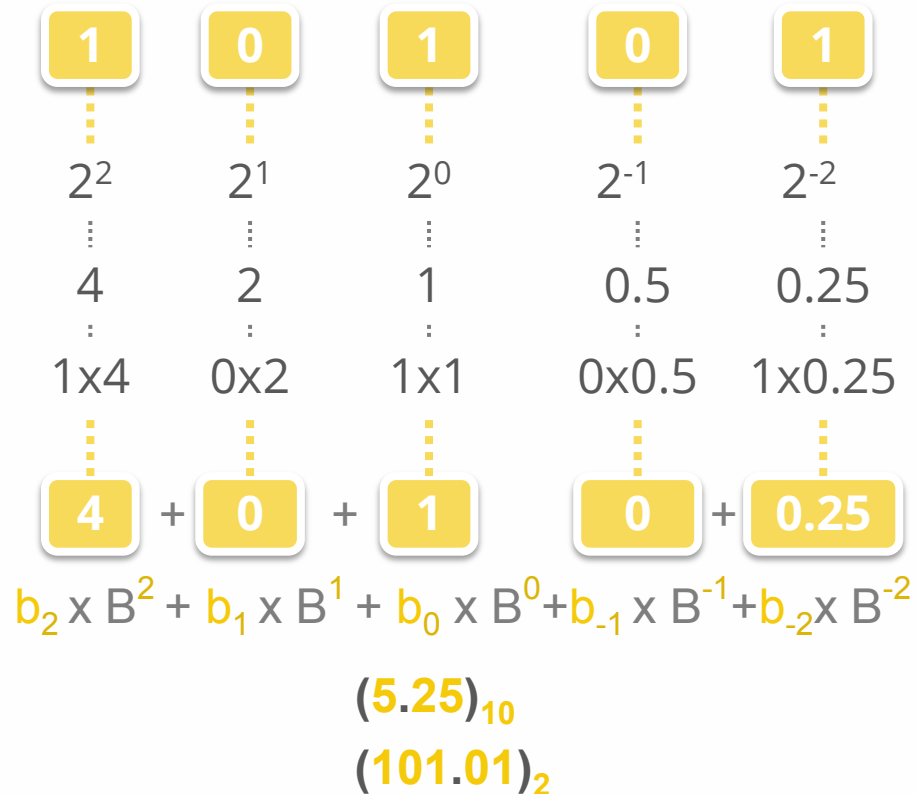 1 0 1 0 1
2² 2¹ 2⁰ 2⁻¹ 2⁻²
4 2 1 0.5 0.25
1x4 0x2 1x1 0x0.5 1x0.25
4 + 0 + 1 0 + 0.25
b₂ x B² + b₁ x B¹ + b₀ x B⁰+b₋₁ x B⁻¹+b₋₂x B⁻²
(5.25)₁₀
(101.01)₂